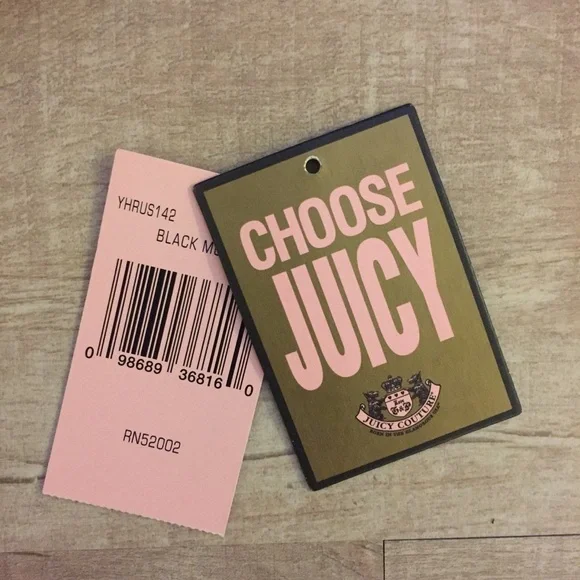 YHRUS142
BLACK
0 98689 36816 0
RN52002
CHOOSE
JUICY
JUICY COUTURE